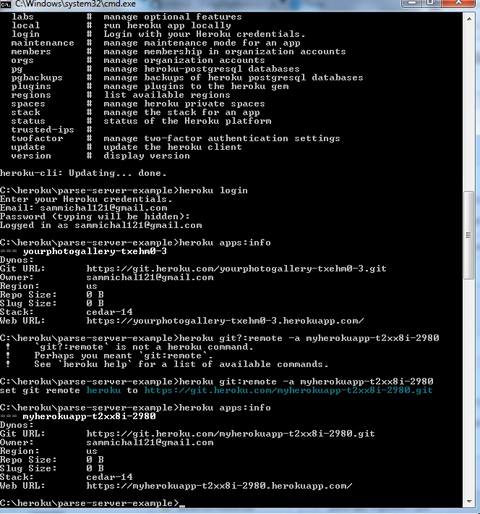 C:\Windows\system32\cmd.exe
labs # manage optional features
local # run heroku app locally
login # Login with your Heroku credentials.
maintenance # manage maintenance mode for an app
members # manage membership in organization accounts
orgs # manage organization accounts
pg # manage heroku-postgresql databases
pgbackups # manage backups of heroku postgresql databases
plugins # manage plugins to the heroku gem
regions # list available regions
spaces # manage heroku private spaces
stack # manage the stack for an app
status # status of the Heroku platform
trusted-ips #
twofactor # manage two-factor authentication settings
update # update the heroku client
version # display version
heroku-cli: Updating... done.
C:\heroku\parse-server-example>heroku login
Enter your Heroku credentials.
Email: sammichal121@gmail.com
Password (typing will be hidden):
Logged in as sammichal121@gmail.com
C:\heroku\parse-server-example>heroku apps:info
=== yourphotogallery-txehm0-3
Dynos:
Git URL: https://git.heroku.com/yourphotogallery-txehm0-3.git
Owner: sammichal121@gmail.com
Region: us
Repo Size: 0 B
Slug Size: 0 B
Stack: cedar-14
Web URL: https://yourphotogallery-txehm0-3.herokuapp.com/
C:\heroku\parse-server-example>heroku git?:remote -a myherokuapp-t2xx8i-2980
! `git?:remote` is not a heroku command.
! Perhaps you meant `git:remote`.
! See `heroku help` for a list of available commands.
C:\heroku\parse-server-example>heroku git:remote -a myherokuapp-t2xx8i-2980
set git remote heroku to https://git.heroku.com/myherokuapp-t2xx8i-2980.git
C:\heroku\parse-server-example>heroku apps:info
=== myherokuapp-t2xx8i-2980
Dynos:
Git URL: https://git.heroku.com/myherokuapp-t2xx8i-2980.git
Owner: sammichal121@gmail.com
Region: us
Repo Size: 0 B
Slug Size: 0 B
Stack: cedar-14
Web URL: https://myherokuapp-t2xx8i-2980.herokuapp.com/
C:\heroku\parse-server-example>_